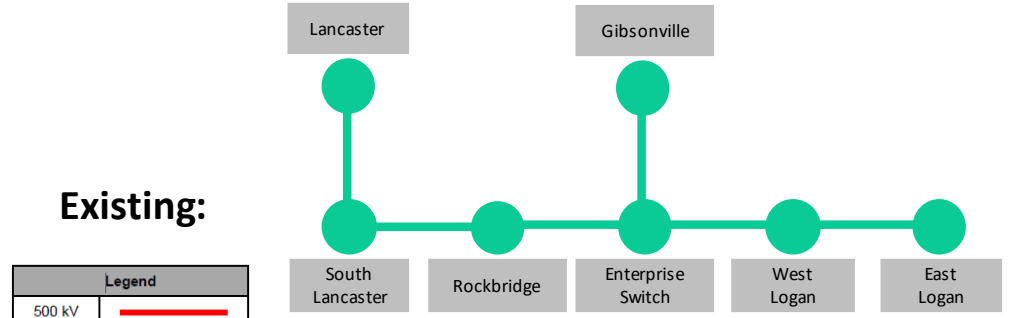 Lancaster
Gibsonville
Existing:
South
Lancaster
Rockbridge
Enterprise
Switch
West
Logan
East
Logan
Legend
500 kV